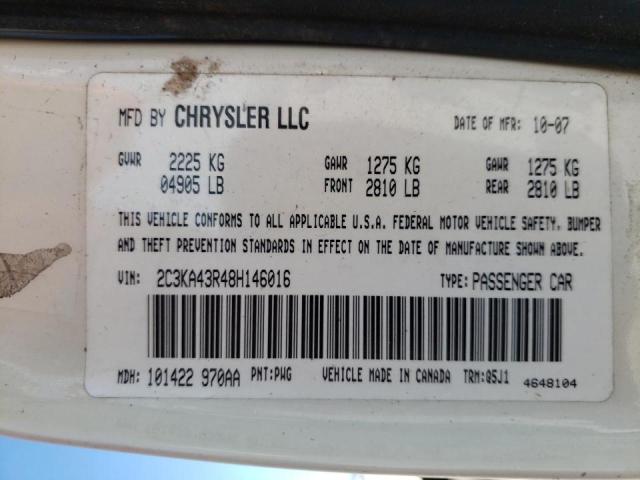 MFD BY CHRYSLER LLC DATE OF MFR: 10-07
GVWR 2225 KG GAWR 1275 KG GAWR 1275 KG
04905 LB FRONT 2810 LB REAR 2810 LB
THIS VEHICLE CONFORMS TO ALL APPLICABLE U.S.A. FEDERAL MOTOR VEHICLE SAFETY, BUMPER
AND THEFT PREVENTION STANDARDS IN EFFECT ON THE DATE OF MANUFACTURE SHOWN ABOVE.
VIN: 2C3KA43R48H146016 TYPE: PASSENGER CAR
MDH: 101422 970AA PNT:PWG VEHICLE MADE IN CANADA TRM:Q5J1 4648104